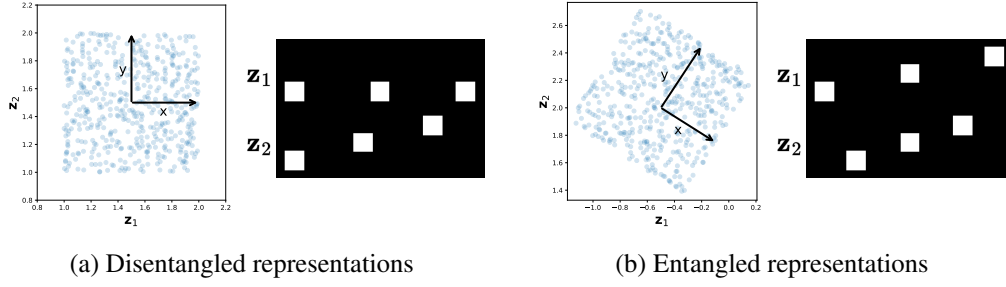 2.2
2.0
1.8
1.6
1.4
1.2
1.0
0.8
z2
y
x
0.8 1.0 1.2 1.4 1.6 1.8 2.0 2.2
z1
z1
z2
(a) Disentangled representations
2.6
2.4
2.2
2.0
1.8
1.6
1.4
z2
y
x
−1.0 −0.8 −0.6 −0.4 −0.2 0.0 0.2
z1
z1
z2
(b) Entangled representations